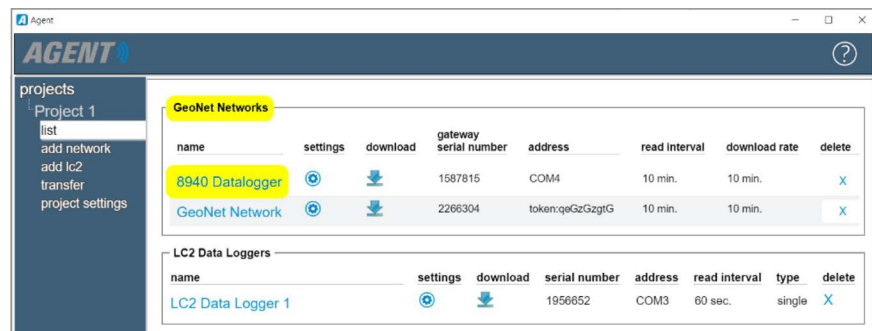 Agent
AGENT
?
projects
Project 1
list
add network
add lc2
transfer
project settings
GeoNet Networks
name settings download gateway serial number address read interval download rate delete
8940 Datalogger 1587815 COM4 10 min. 10 min. X
GeoNet Network 2266304 token:qeGzGzgtG 10 min. 10 min. X
LC2 Data Loggers
name settings download serial number address read interval type delete
LC2 Data Logger 1 1956652 COM3 60 sec. single X